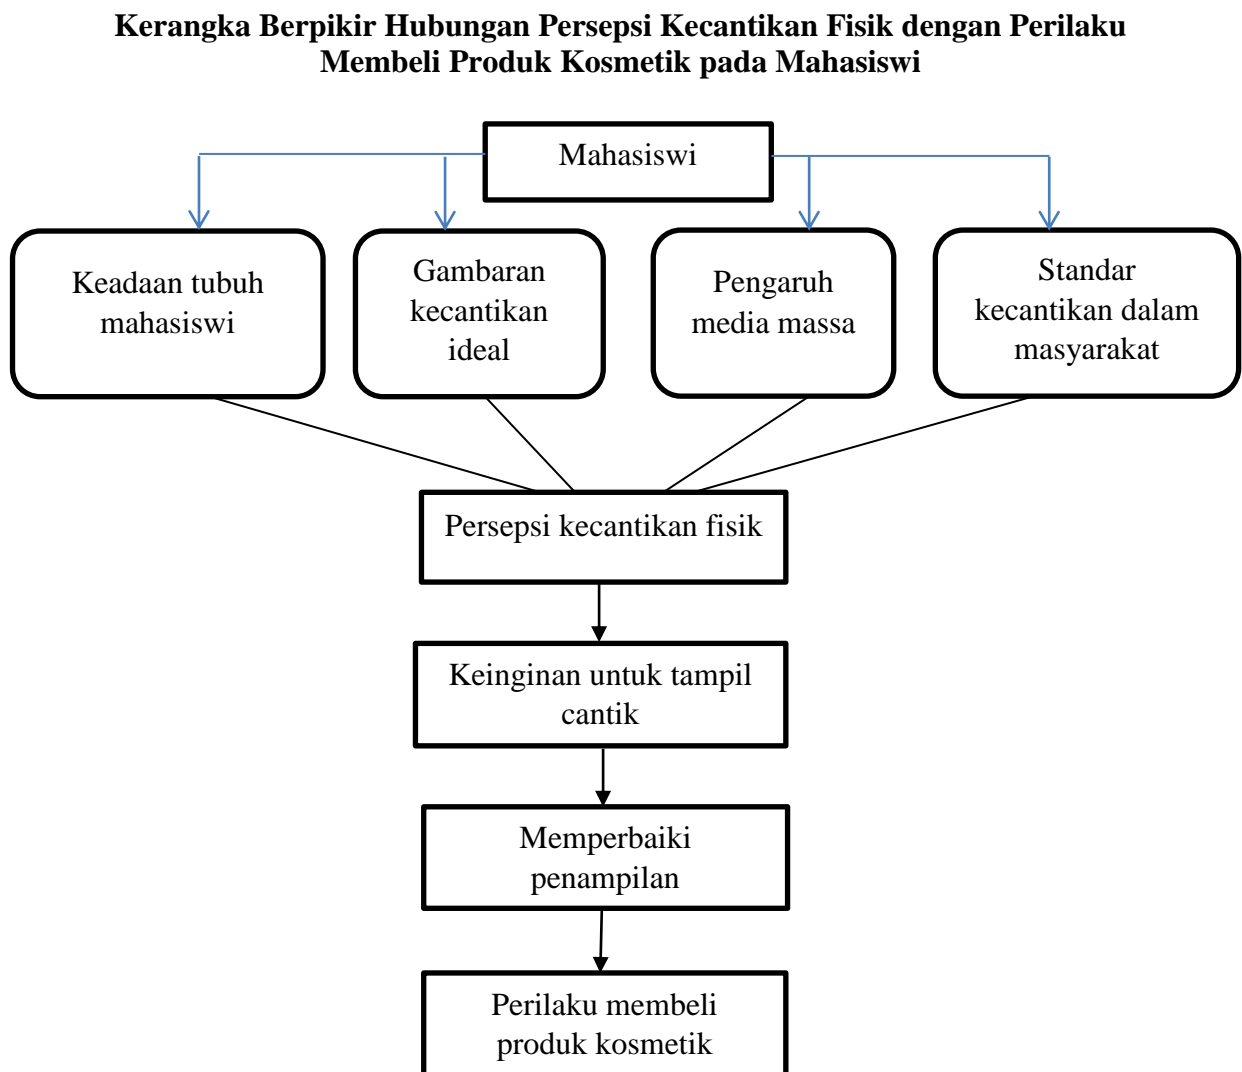 Kerangka Berpikir Hubungan Persepsi Kecantikan Fisik dengan Perilaku
Membeli Produk Kosmetik pada Mahasiswi
Mahasiswi
Keadaan tubuh
mahasiswi
Gambaran
kecantikan
ideal
Pengaruh
media massa
Standar
kecantikan dalam
masyarakat
Persepsi kecantikan fisik
Keinginan untuk tampil
cantik
Memperbaiki
penampilan
Perilaku membeli
produk kosmetik